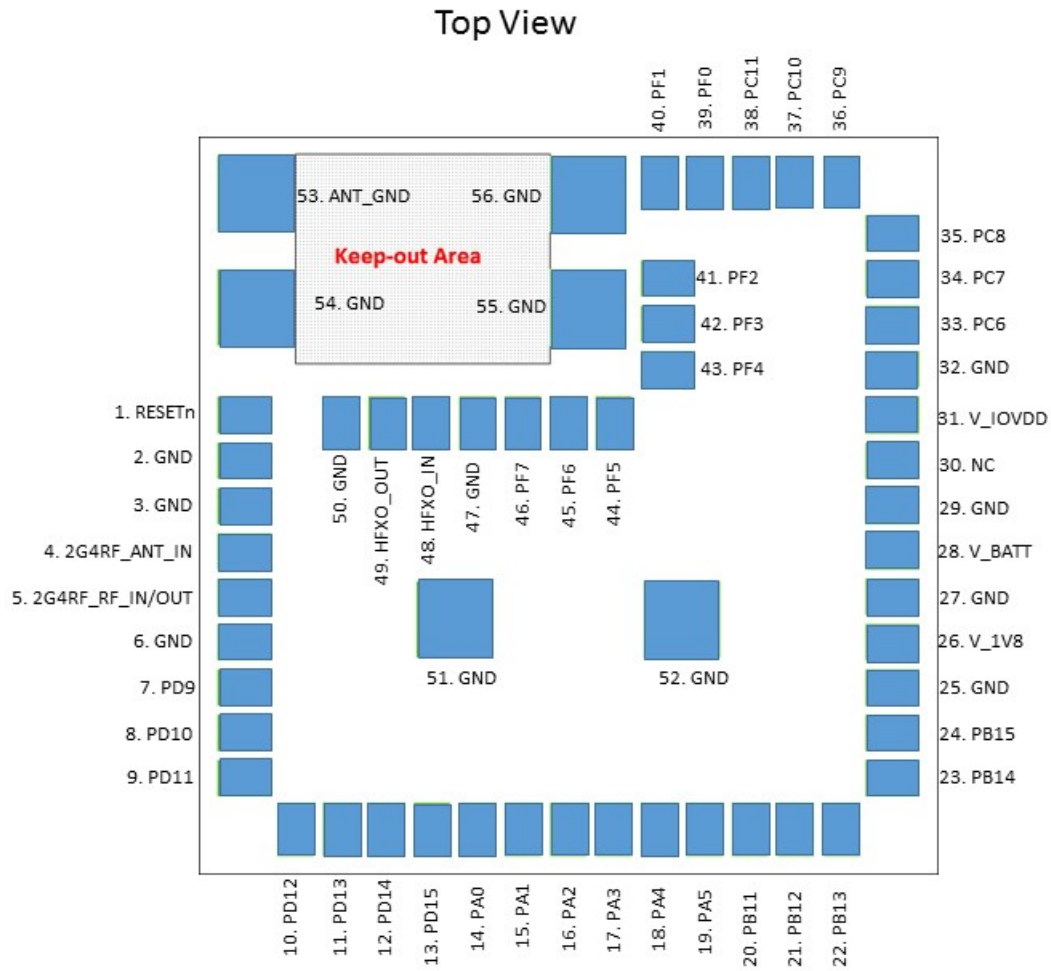 Top View
40. PF1
39. PF0
38. PC11
37. PC10
36. PC9
53. ANT_GND
56. GND
Keep-out Area
54. GND
55. GND
41. PF2
42. PF3
43. PF4
35. PC8
34. PC7
33. PC6
32. GND
31. V_IOVDD
30. NC
29. GND
28. V_BATT
27. GND
26. V_1V8
25. GND
24. PB15
23. PB14
1. RESETn
2. GND
3. GND
4. 2G4RF_ANT_IN
5. 2G4RF_RF_IN/OUT
6. GND
7. PD9
8. PD10
9. PD11
50. GND
49. HFXO_OUT
48. HFXO_IN
47. GND
46. PF7
45. PF6
44. PF5
51. GND
52. GND
10. PD12
11. PD13
12. PD14
13. PD15
14. PA0
15. PA1
16. PA2
17. PA3
18. PA4
19. PA5
20. PB11
21. PB12
22. PB13